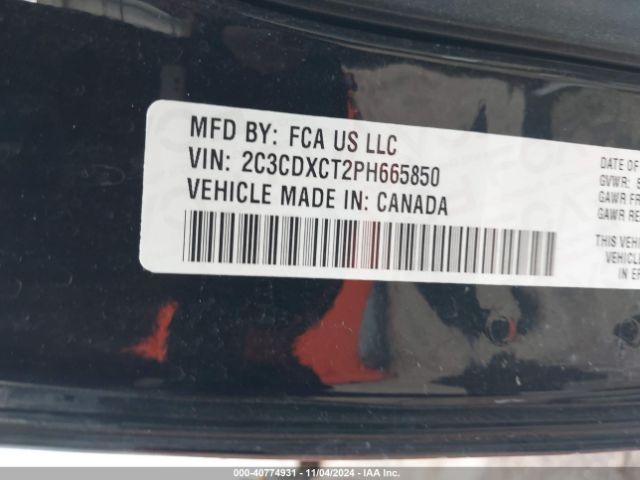 MFD BY: FCA US LLC
VIN: 2C3CDXCT2PH665850
VEHICLE MADE IN: CANADA
DATE OF
GVWR:
GAWR FR
GAWR RE
THIS VEHI
VEHICLE
IN EF
000-40774931 - 11/04/2024 - IAA, Inc.